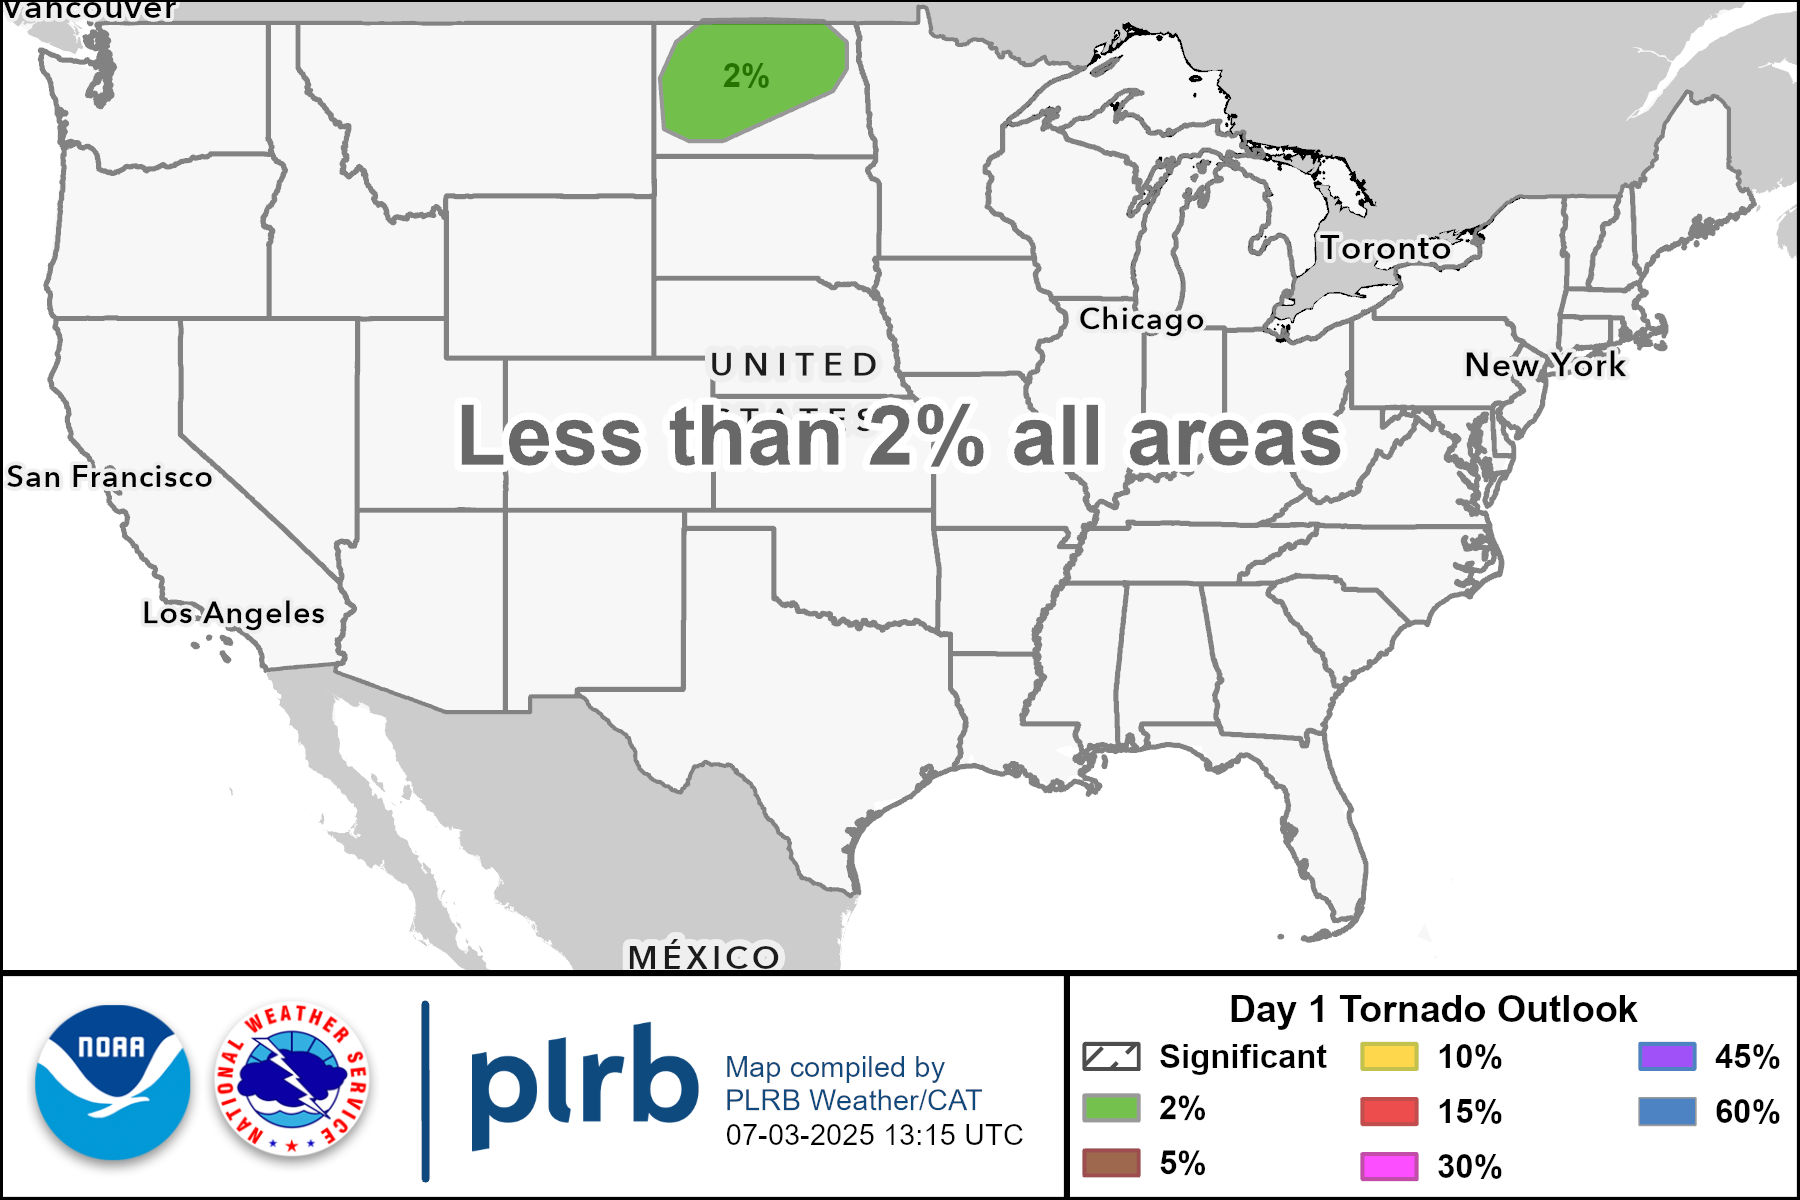 Vancouver
2%
Toronto
Chicago
UNITED
STATES
New York
Less than 2% all areas
San Francisco
Los Angeles
MÉXICO
NOAA
NATIONAL WEATHER SERVICE
plrb
Map compiled by
PLRB Weather/CAT
07-03-2025 13:15 UTC
Day 1 Tornado Outlook
Significant
10%
45%
2%
15%
60%
5%
30%